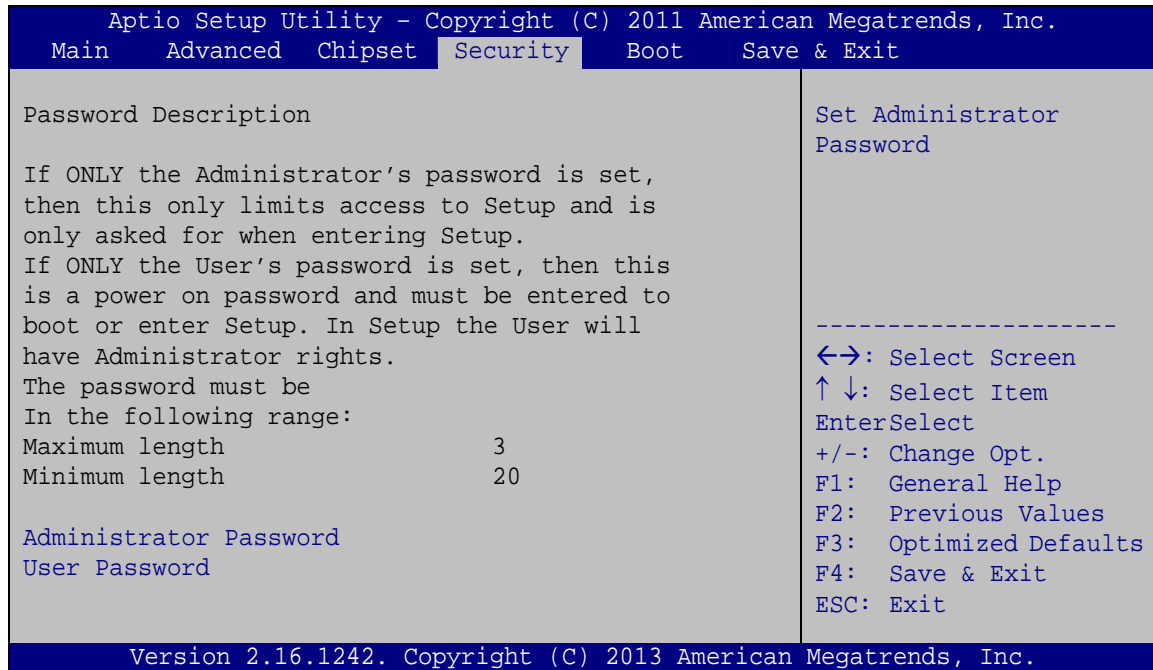 Aptio Setup Utility – Copyright (C) 2011 American Megatrends, Inc.
Main Advanced Chipset Security Boot Save & Exit
Password Description
If ONLY the Administrator’s password is set,
then this only limits access to Setup and is
only asked for when entering Setup.
If ONLY the User’s password is set, then this
is a power on password and must be entered to
boot or enter Setup. In Setup the User will
have Administrator rights.
The password must be
In the following range:
Maximum length 3
Minimum length 20
Administrator Password
User Password
Set Administrator
Password
---------------------
←→: Select Screen
↑ ↓: Select Item
EnterSelect
+/-: Change Opt.
F1: General Help
F2: Previous Values
F3: Optimized Defaults
F4: Save & Exit
ESC: Exit
Version 2.16.1242. Copyright (C) 2013 American Megatrends, Inc.